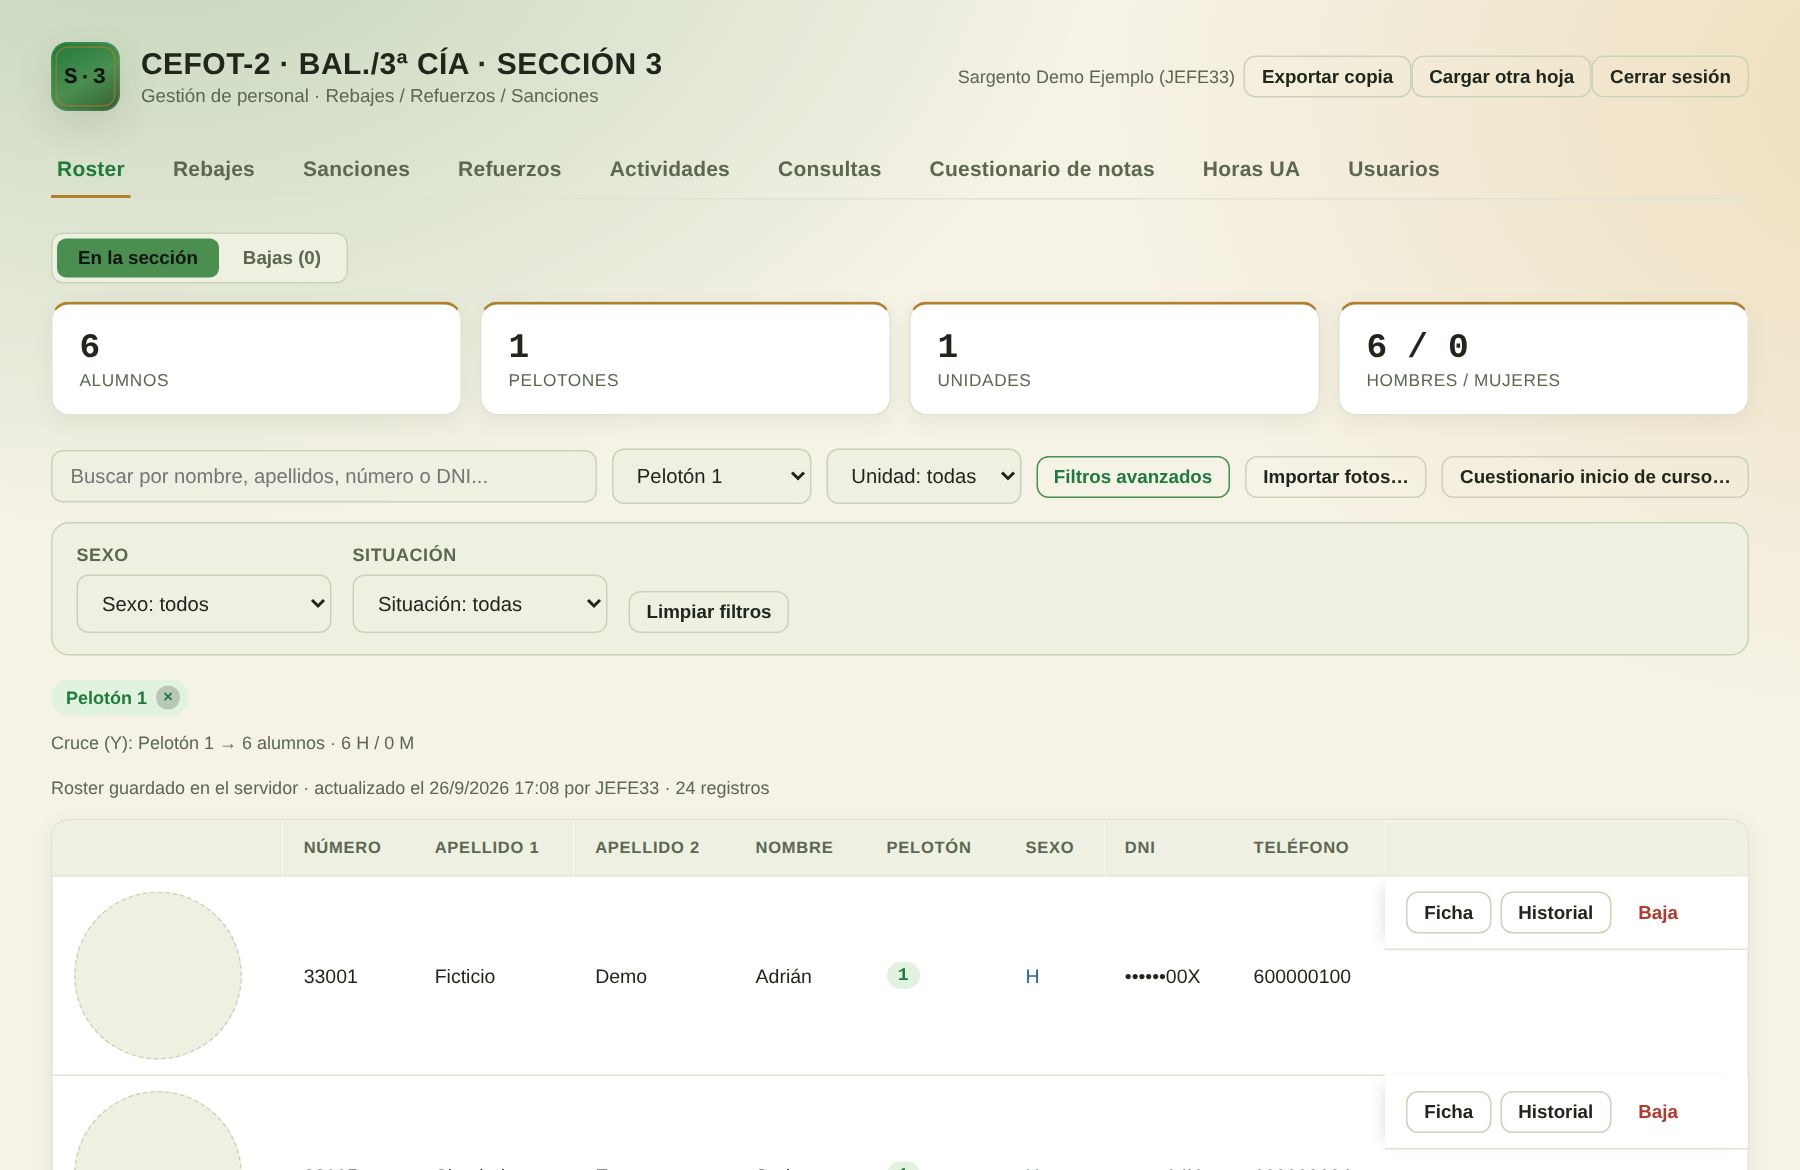 S·3
CEFOT-2 · BAL./3ª CÍA · SECCIÓN 3
Gestión de personal · Rebajes / Refuerzos / Sanciones
Sargento Demo Ejemplo (JEFE33)
Exportar copia
Cargar otra hoja
Cerrar sesión
Roster
Rebajes
Sanciones
Refuerzos
Actividades
Consultas
Cuestionario de notas
Horas UA
Usuarios
En la sección
Bajas (0)
6
ALUMNOS
1
PELOTONES
1
UNIDADES
6 / 0
HOMBRES / MUJERES
Buscar por nombre, apellidos, número o DNI...
Pelotón 1
Unidad: todas
Filtros avanzados
Importar fotos…
Cuestionario inicio de curso…
SEXO
SITUACIÓN
Sexo: todos
Situación: todas
Limpiar filtros
Pelotón 1 ×
Cruce (Y): Pelotón 1 → 6 alumnos · 6 H / 0 M
Roster guardado en el servidor · actualizado el 26/9/2026 17:08 por JEFE33 · 24 registros
NÚMERO APELLIDO 1 APELLIDO 2 NOMBRE PELOTÓN SEXO DNI TELÉFONO
Ficha Historial Baja
33001 Ficticio Demo Adrián 1 H ••••••00X 600000100
Ficha Historial Baja